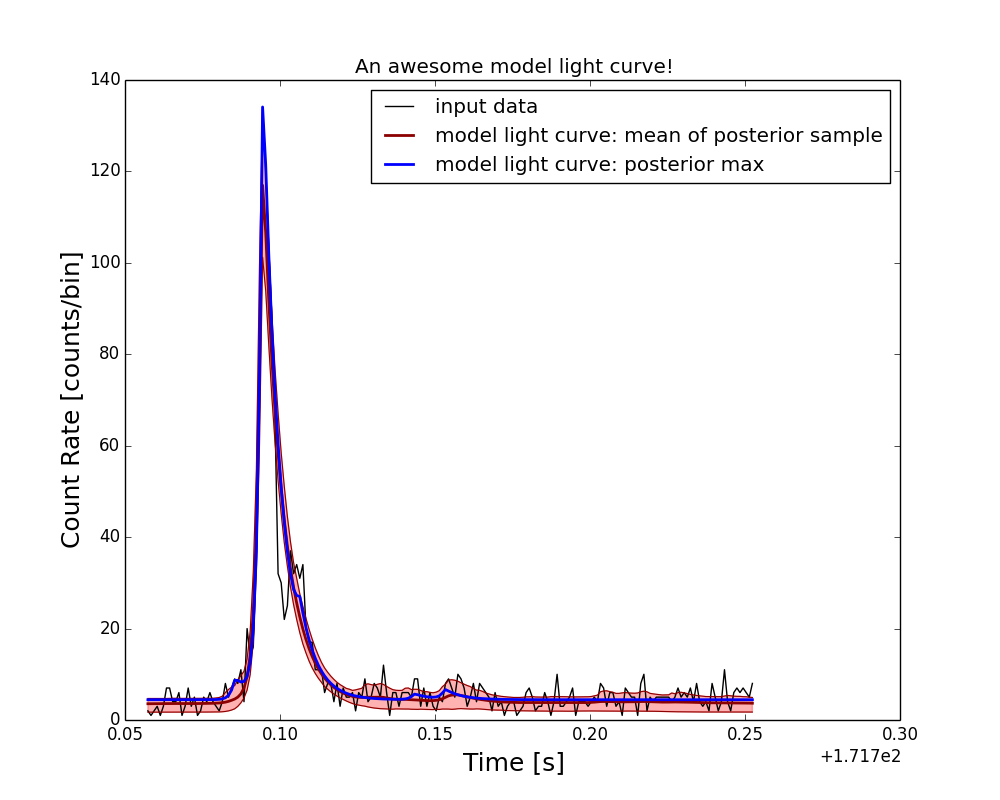 An awesome model light curve!
input data
model light curve: mean of posterior sample
model light curve: posterior max
140
120
100
80
60
40
20
0
Count Rate [counts/bin]
0.05 0.10 0.15 0.20 0.25 0.30
+1.717e2
Time [s]